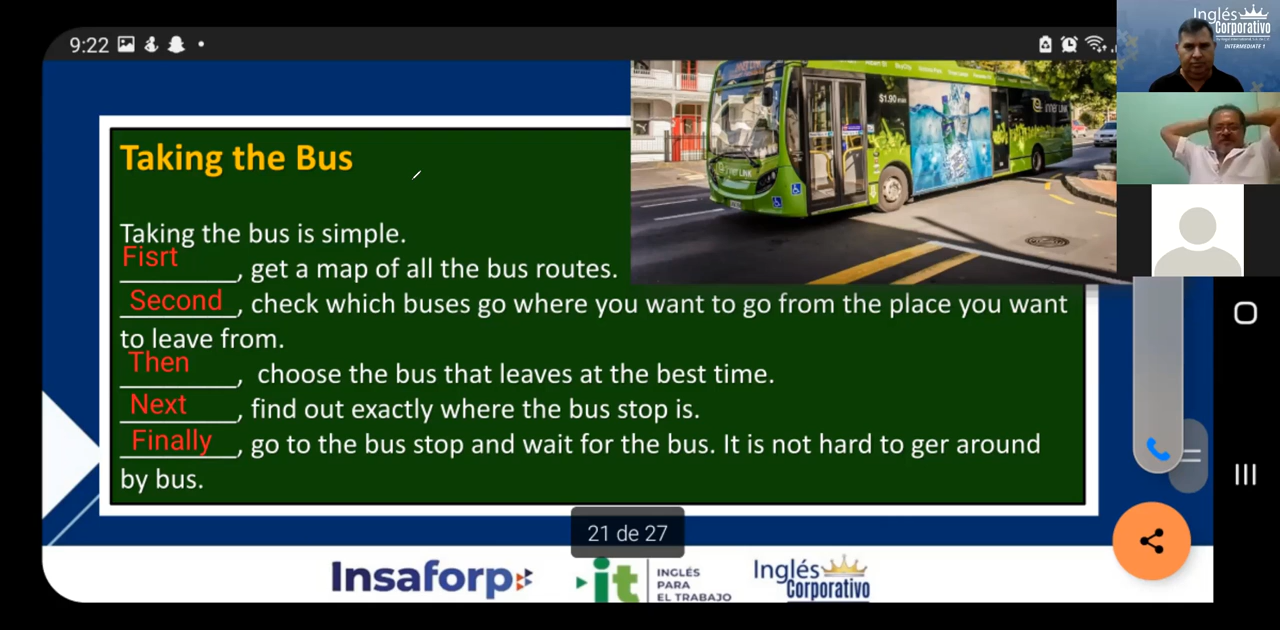 9:22
Inglés
Corporativo
INTERMEDIATE 1
$1.90
INNER LINK
Taking the Bus
Taking the bus is simple.
Fisrt, get a map of all the bus routes.
Second, check which buses go where you want to go from the place you want
to leave from.
Then, choose the bus that leaves at the best time.
Next, find out exactly where the bus stop is.
Finally, go to the bus stop and wait for the bus. It is not hard to ger around
by bus.
21 de 27
Insaforp
it
INGLÉS
PARA
EL TRABAJO
Inglés
Corporativo